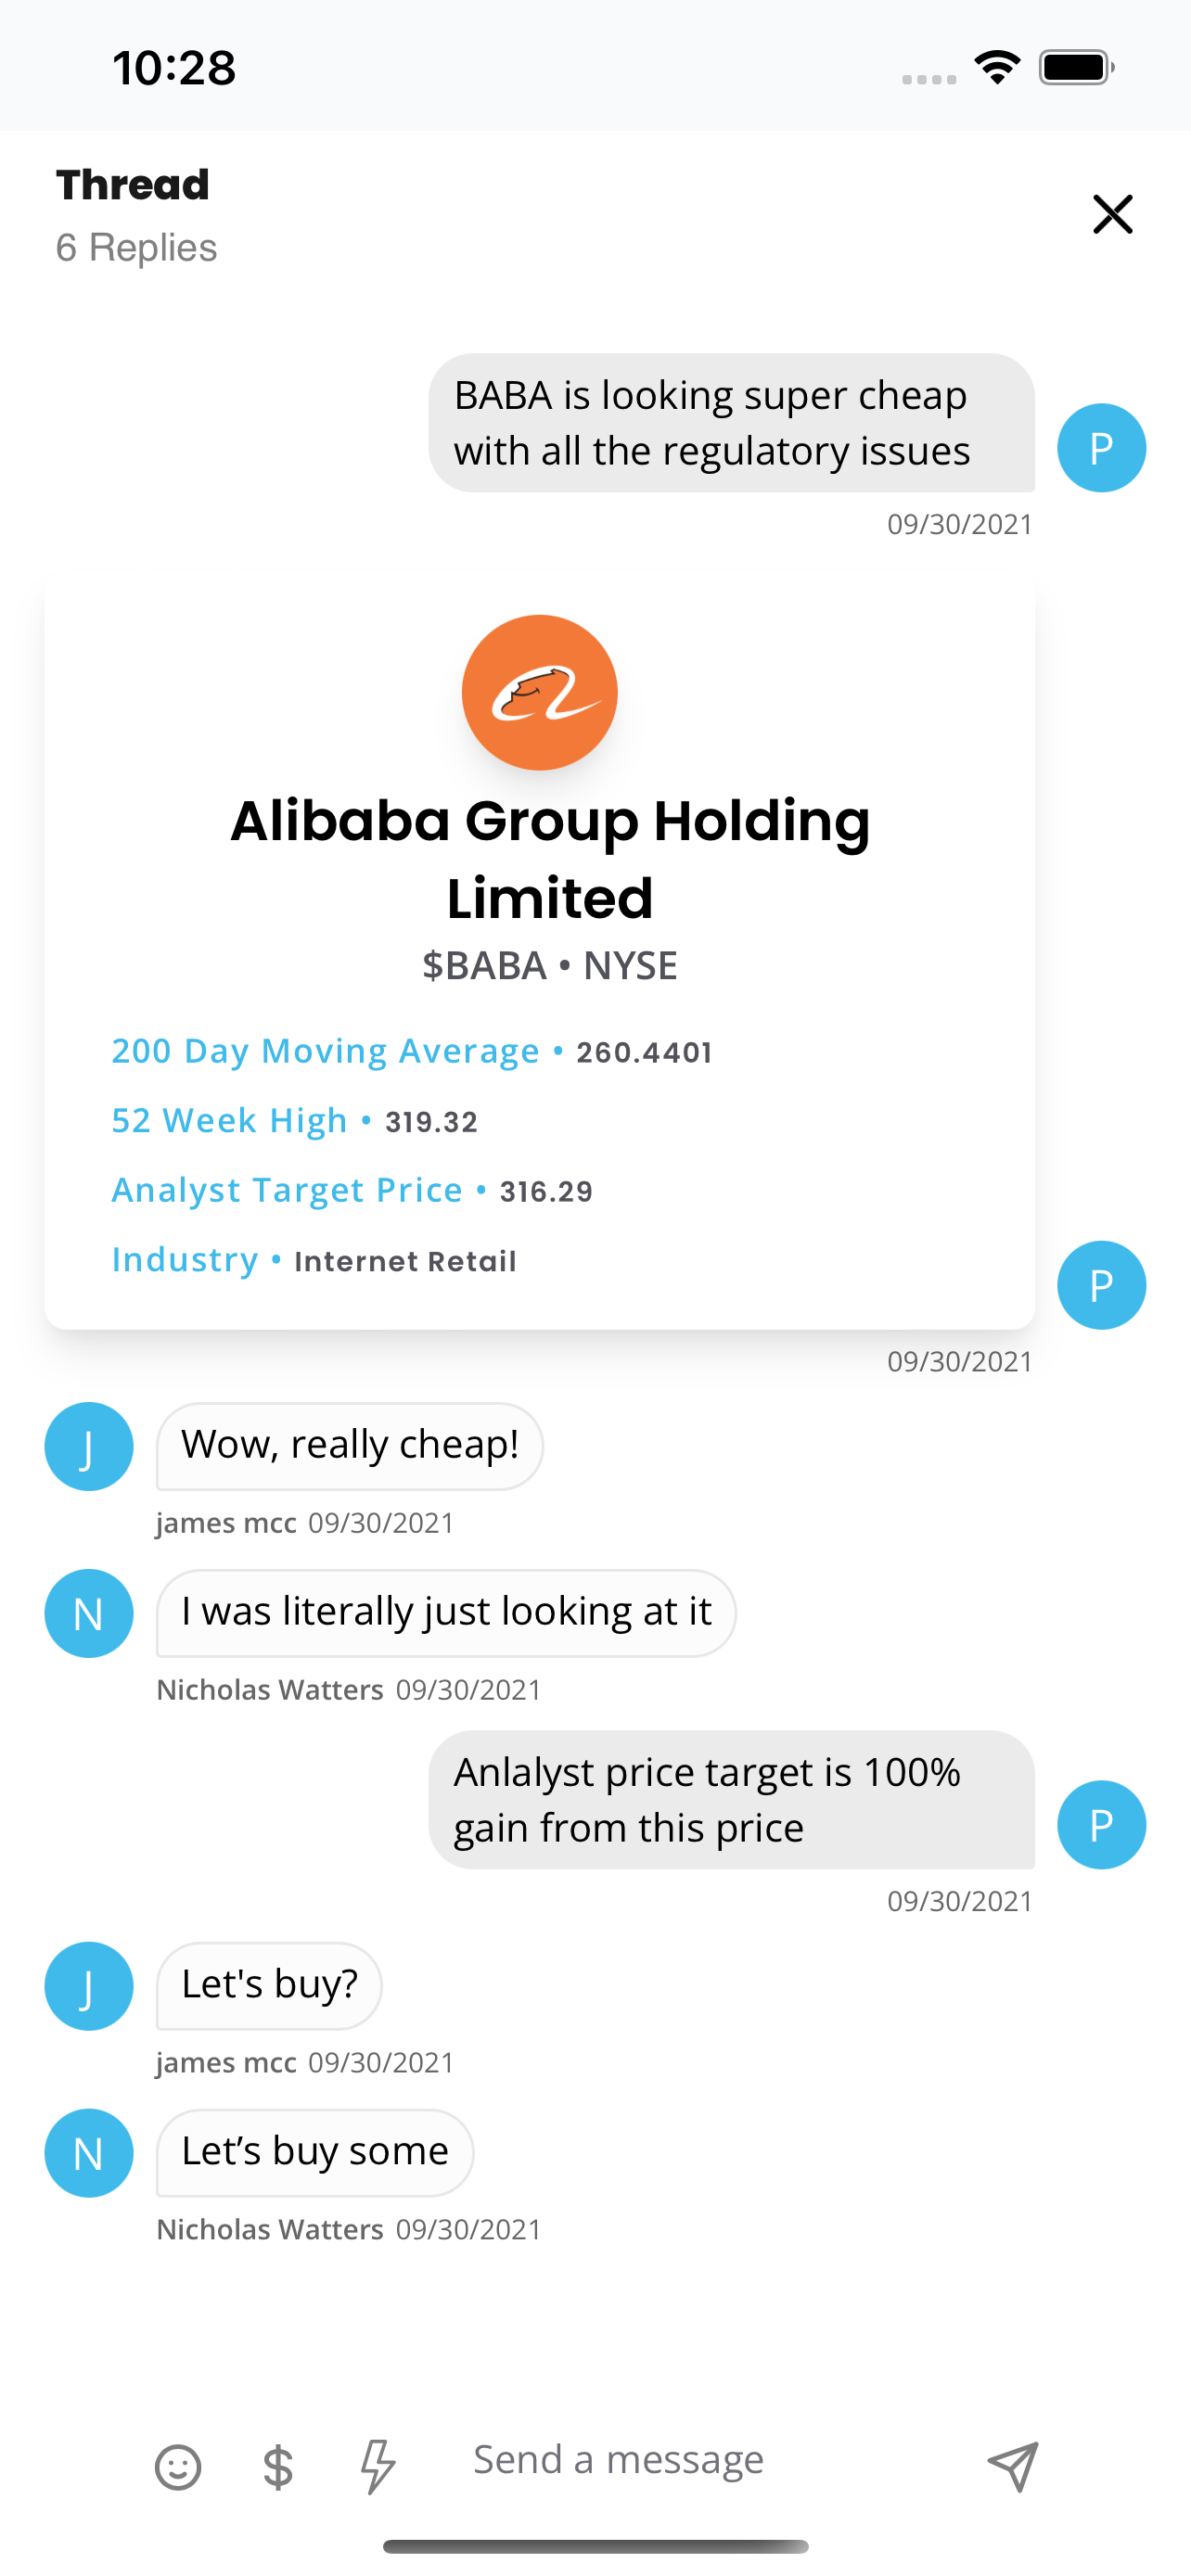 10:28
Thread
6 Replies
BABA is looking super cheap
with all the regulatory issues
P
09/30/2021
Alibaba Group Holding
Limited
$BABA • NYSE
200 Day Moving Average • 260.4401
52 Week High • 319.32
Analyst Target Price • 316.29
Industry • Internet Retail
P
09/30/2021
J
Wow, really cheap!
james mcc 09/30/2021
N
I was literally just looking at it
Nicholas Watters 09/30/2021
Anlalyst price target is 100%
gain from this price
P
09/30/2021
J
Let's buy?
james mcc 09/30/2021
N
Let’s buy some
Nicholas Watters 09/30/2021
$ Send a message